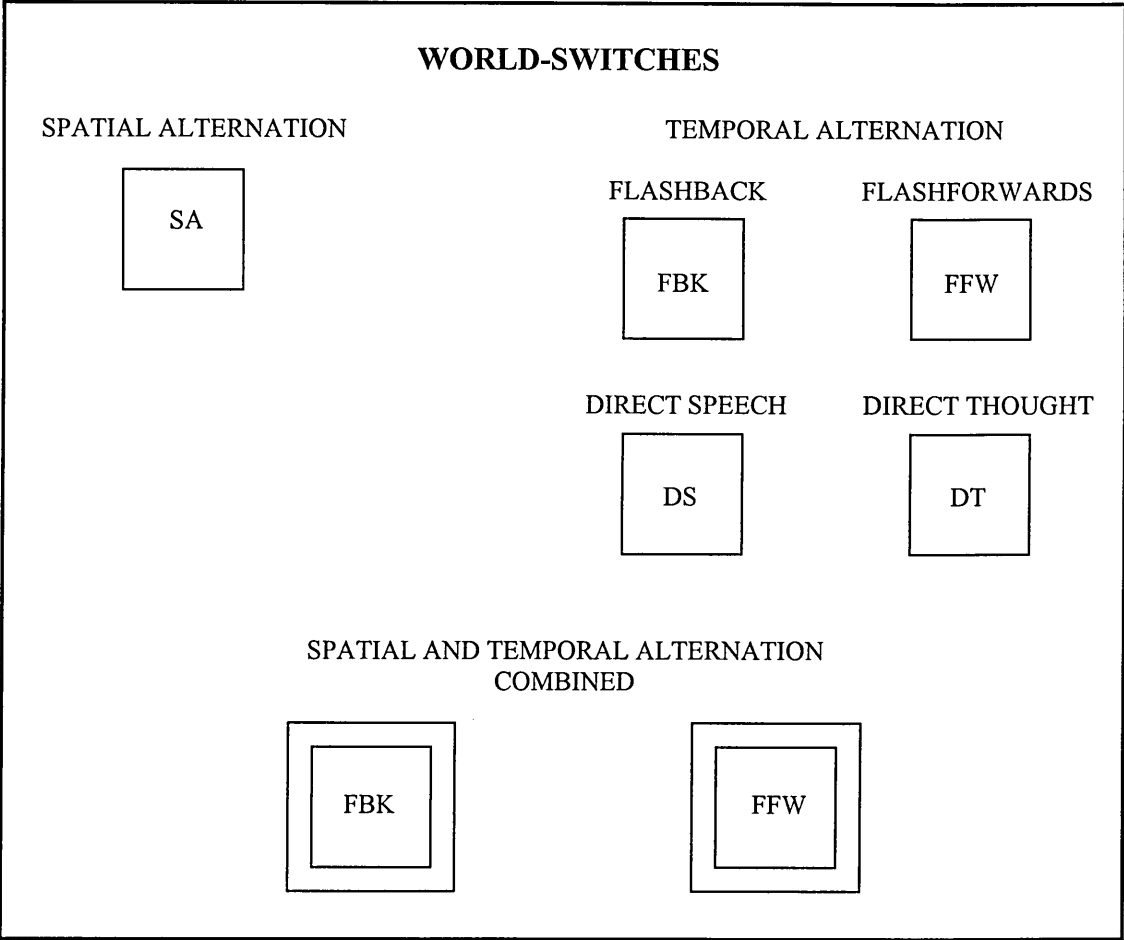 WORLD-SWITCHES
SPATIAL ALTERNATION
SA
TEMPORAL ALTERNATION
FLASHBACK
FLASHFORWARDS
FBK
FFW
DIRECT SPEECH
DIRECT THOUGHT
DS
DT
SPATIAL AND TEMPORAL ALTERNATION
COMBINED
FBK
FFW